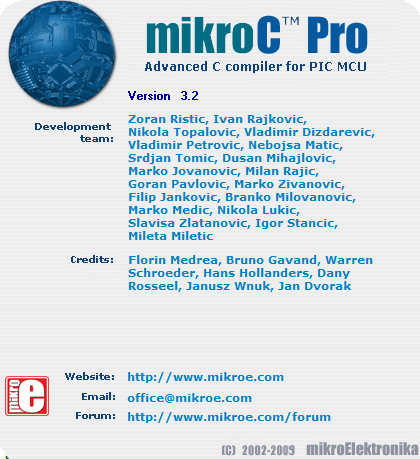 mikroC™ Pro
Advanced C compiler for PIC MCU
Version 3.2
Development team:
Zoran Ristic, Ivan Rajkovic,
Nikola Topalovic, Vladimir Dizdarevic,
Vladimir Petrovic, Nebojsa Matic,
Srdjan Tomic, Dusan Mihajlovic,
Marko Jovanovic, Milan Rajic,
Goran Pavlovic, Marko Zivanovic,
Filip Jankovic, Branko Milovanovic,
Marko Medic, Nikola Lukic,
Slavisa Zlatanovic, Igor Stancic,
Mileta Miletic
Credits: Florin Medrea, Bruno Gavand, Warren
Schroeder, Hans Hollanders, Dany
Rosseel, Janusz Wnuk, Jan Dvorak
mikro e
Website: http://www.mikroe.com
Email: office@mikroe.com
Forum: http://www.mikroe.com/forum
(C) 2002-2009 mikroElektronika